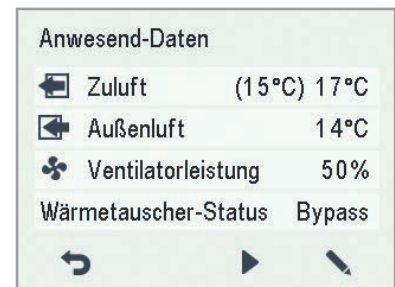 Anwesend-Daten
Zuluft (15°C) 17°C
Außenluft 14°C
Ventilatorleistung 50%
Wärmetauscher-Status Bypass